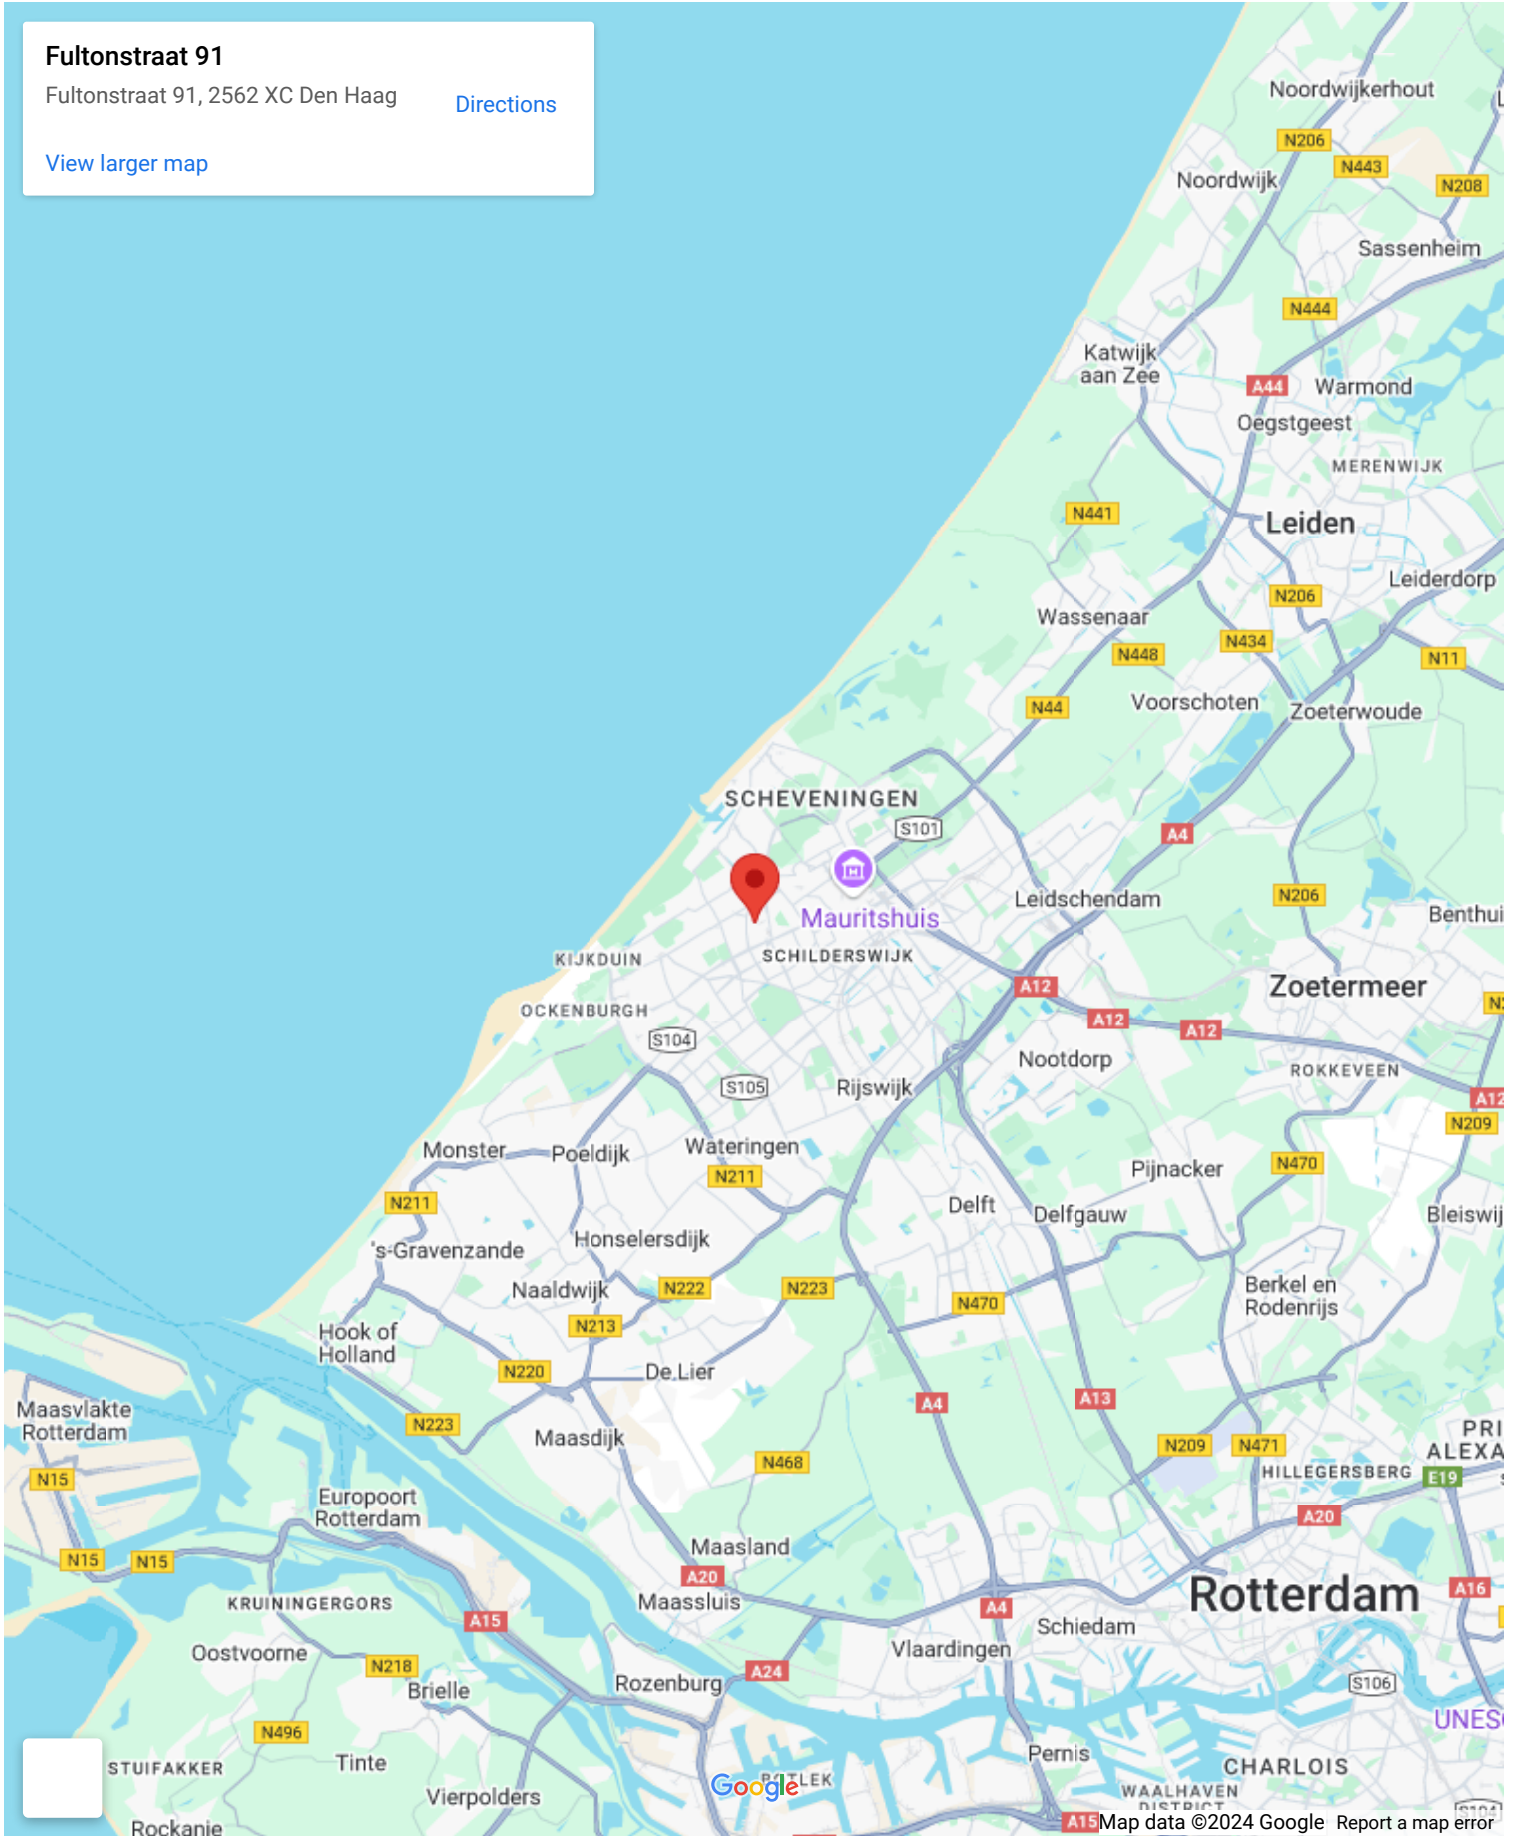 Fultonstraat 91
Fultonstraat 91, 2562 XC Den Haag
Directions
View larger map
Noordwijkerhout
N206
N443
Noordwijk
N208
Sassenheim
N444
Katwijk
aan Zee
A44
Warmond
Oegstgeest
MERENWIJK
N441
Leiden
Leiderdorp
N206
Wassenaar
N434
N448
N11
Voorschoten
N44
Zoeterwoude
SCHEVENINGEN
S101
A4
Leidschendam
N206
Mauritshuis
Benthui
SCHILDERSWIJK
KIJKDUIN
A12
Zoetermeer
OCKENBURGH
A12
A12
S104
Nootdorp
ROKKEVEEN
S105
Rijswijk
A12
N209
Monster
Poeldijk
Wateringen
N211
Pijnacker
N470
N211
Delft
Delfgauw
Bleiswij
's-Gravenzande
Honselersdijk
Naaldwijk
N222
N223
Berkel en
Rodenrijs
N470
N213
Hook of
Holland
N220
De Lier
A4
A13
Maasvlakte
Rotterdam
N223
Maasdijk
PRI
ALEXA
N209
N471
N468
HILLEGERSBERG
E19
N15
Europoort
Rotterdam
A20
Maasland
N15
N15
A20
Rotterdam
A16
KRUININGERGORS
Maassluis
A4
A15
Schiedam
Oostvoorne
Vlaardingen
N218
A24
Rozenburg
S106
Brielle
UNES
N496
Pernis
STUIFAKKER
Tinte
CHARLOIS
Google
WAALHAVEN
DISTRICT
Vierpolders
S104
Rockanje
A15
Map data ©2024 Google
Report a map error